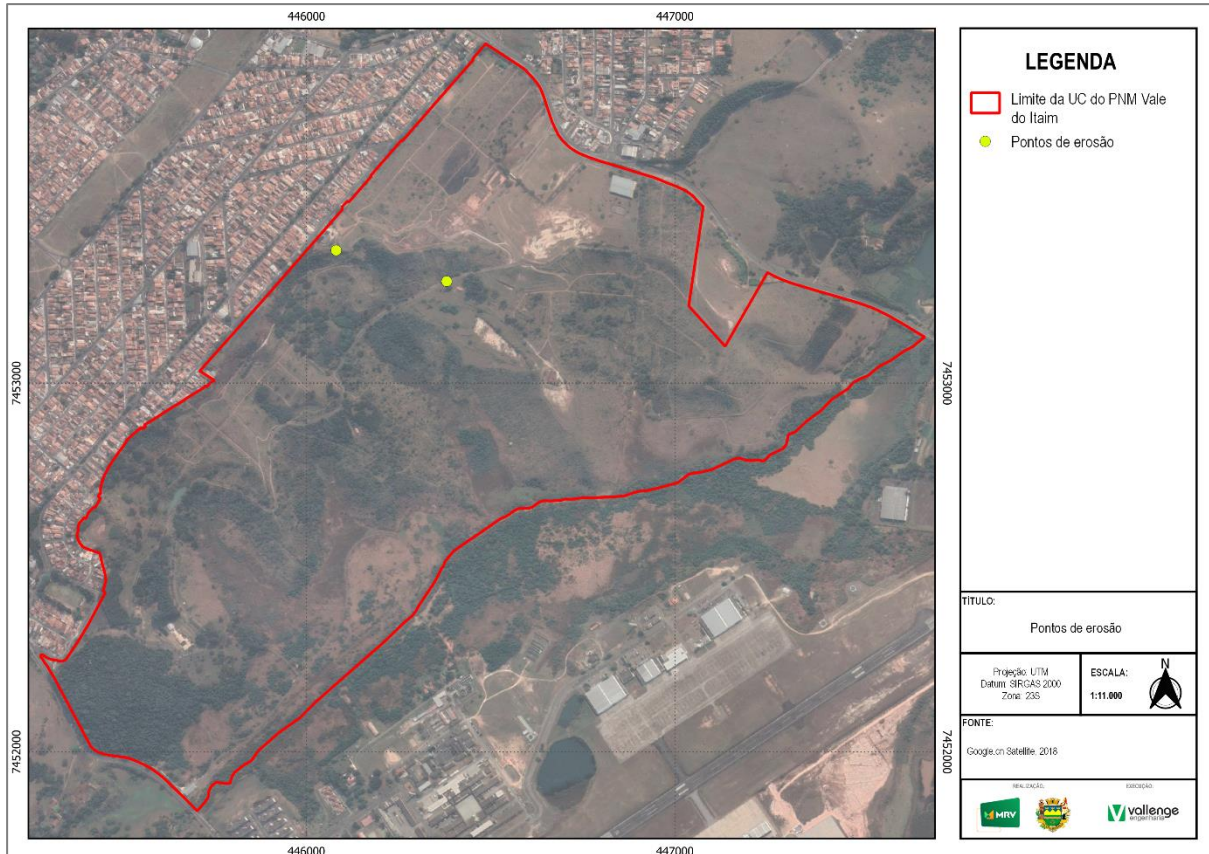 446000
447000
7453000
7453000
7452000
7452000
446000
447000
LEGENDA
Limite da UC do PNM Vale
do Itaim
Pontos de erosão
TÍTULO:
Pontos de erosão
Projeção: UTM
Datum: SIRGAS 2000
Zona: 23S
ESCALA:
1:11.000
N
FONTE:
Google.cn Satellite, 2018
REALIZAÇÃO:
EXECUÇÃO:
MRV
vallenge
engenharia